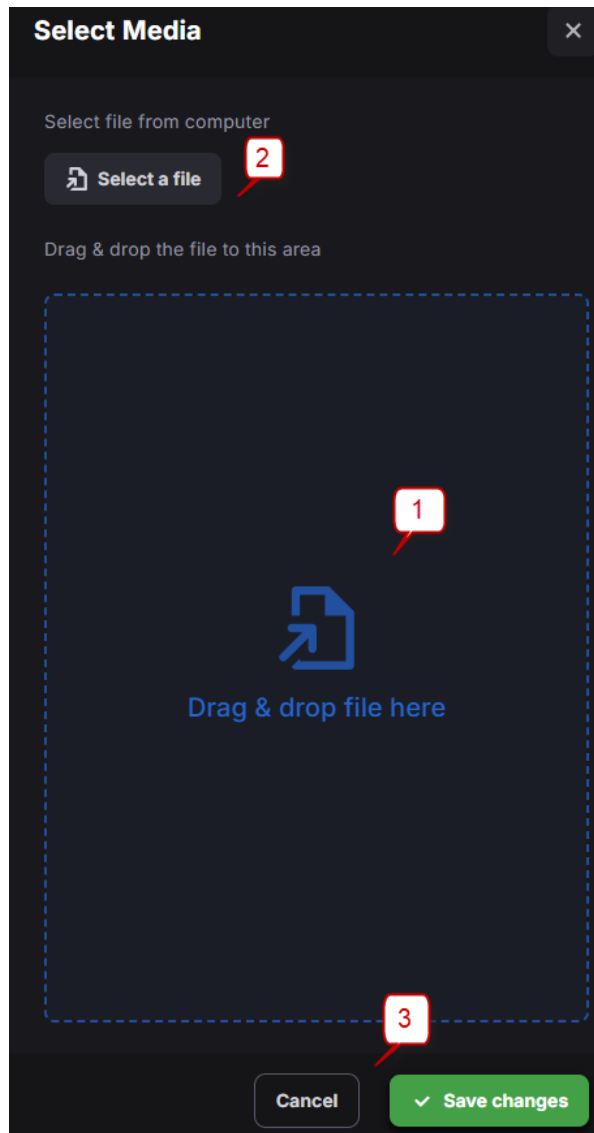 Select Media
Select file from computer
2
Select a file
Drag & drop the file to this area
1
Drag & drop file here
3
Cancel
Save changes